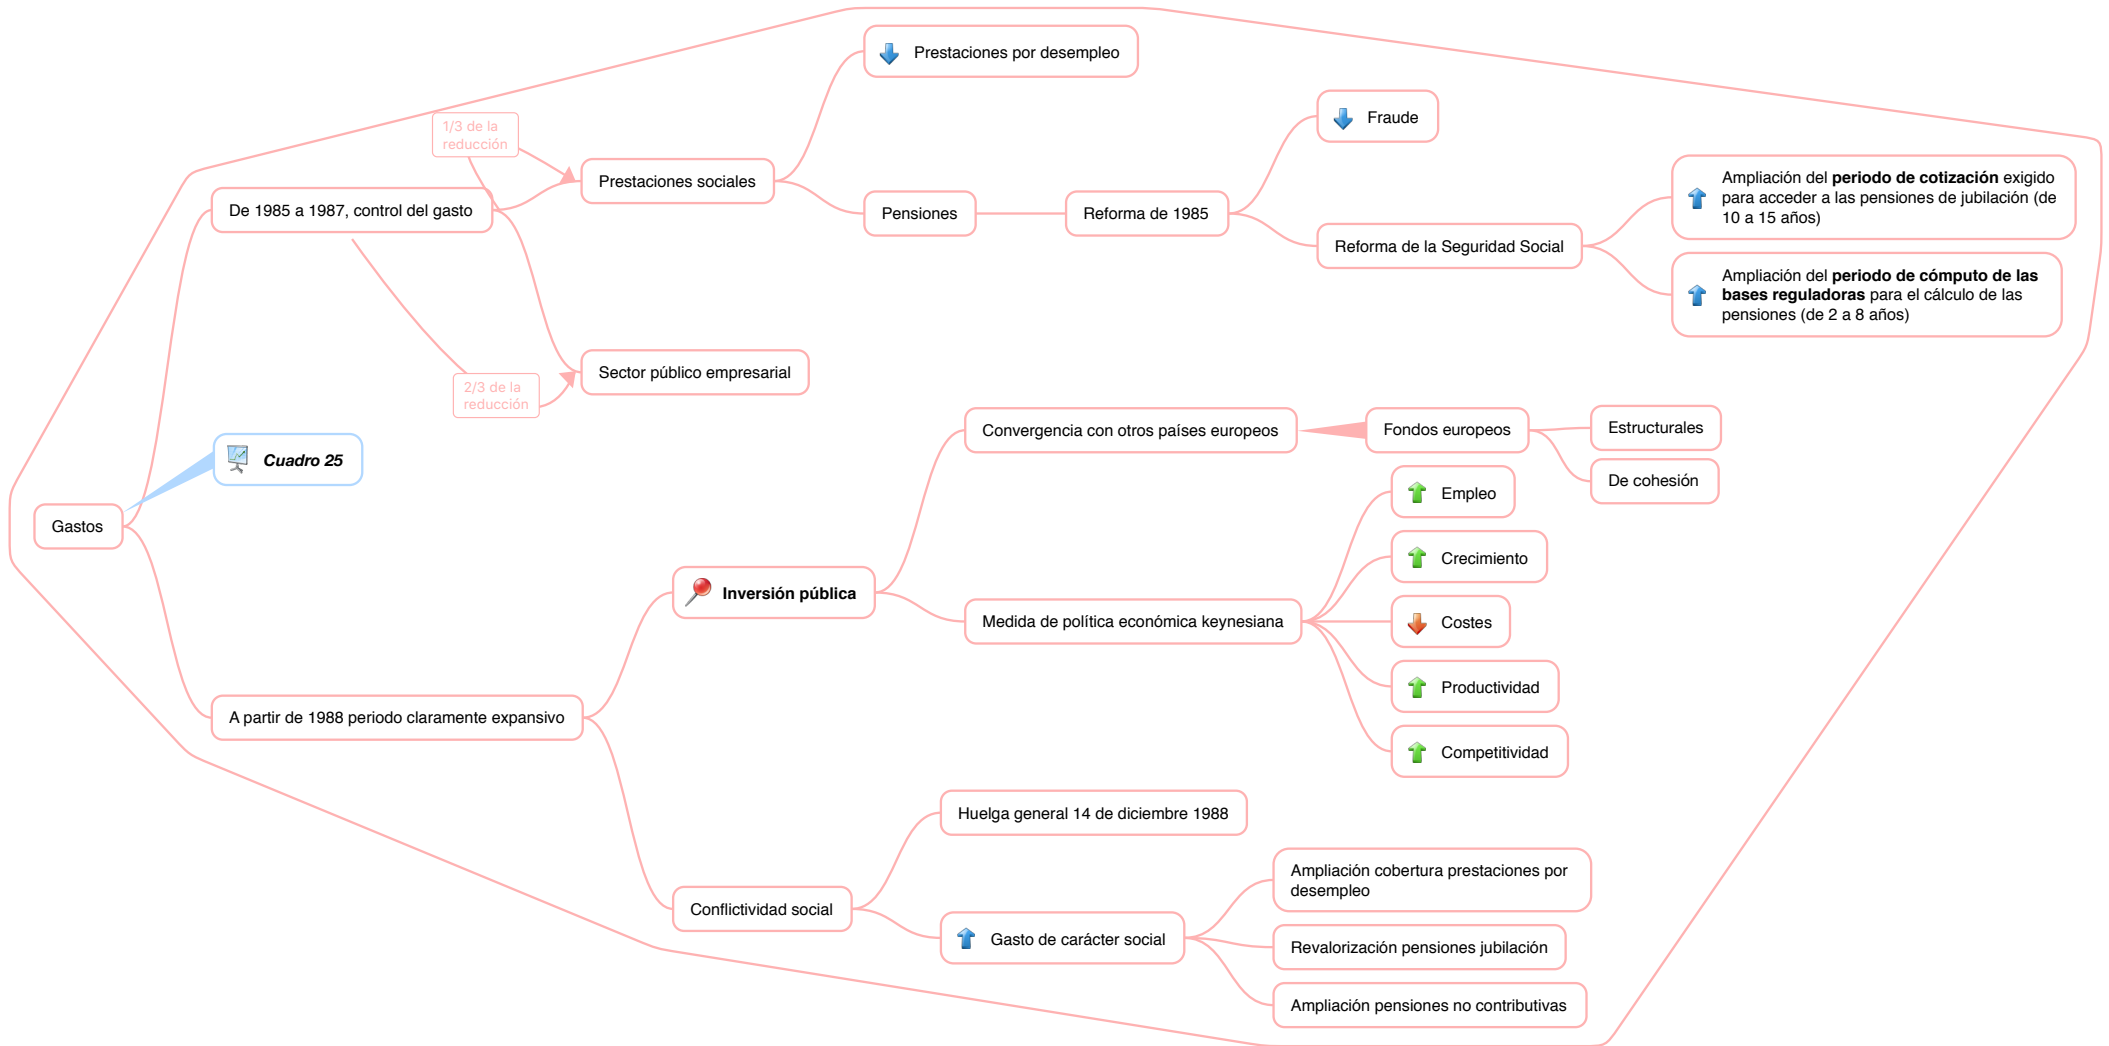 Gastos
Cuadro 25
De 1985 a 1987, control del gasto
1/3 de la
reducción
Prestaciones sociales
Prestaciones por desempleo
Pensiones
Reforma de 1985
Fraude
Reforma de la Seguridad Social
Ampliación del periodo de cotización exigido
para acceder a las pensiones de jubilación (de
10 a 15 años)
Ampliación del periodo de cómputo de las
bases reguladoras para el cálculo de las
pensiones (de 2 a 8 años)
2/3 de la
reducción
Sector público empresarial
A partir de 1988 periodo claramente expansivo
Inversión pública
Convergencia con otros países europeos
Fondos europeos
Estructurales
De cohesión
Medida de política económica keynesiana
Empleo
Crecimiento
Costes
Productividad
Competitividad
Conflictividad social
Huelga general 14 de diciembre 1988
Gasto de carácter social
Ampliación cobertura prestaciones por
desempleo
Revalorización pensiones jubilación
Ampliación pensiones no contributivas